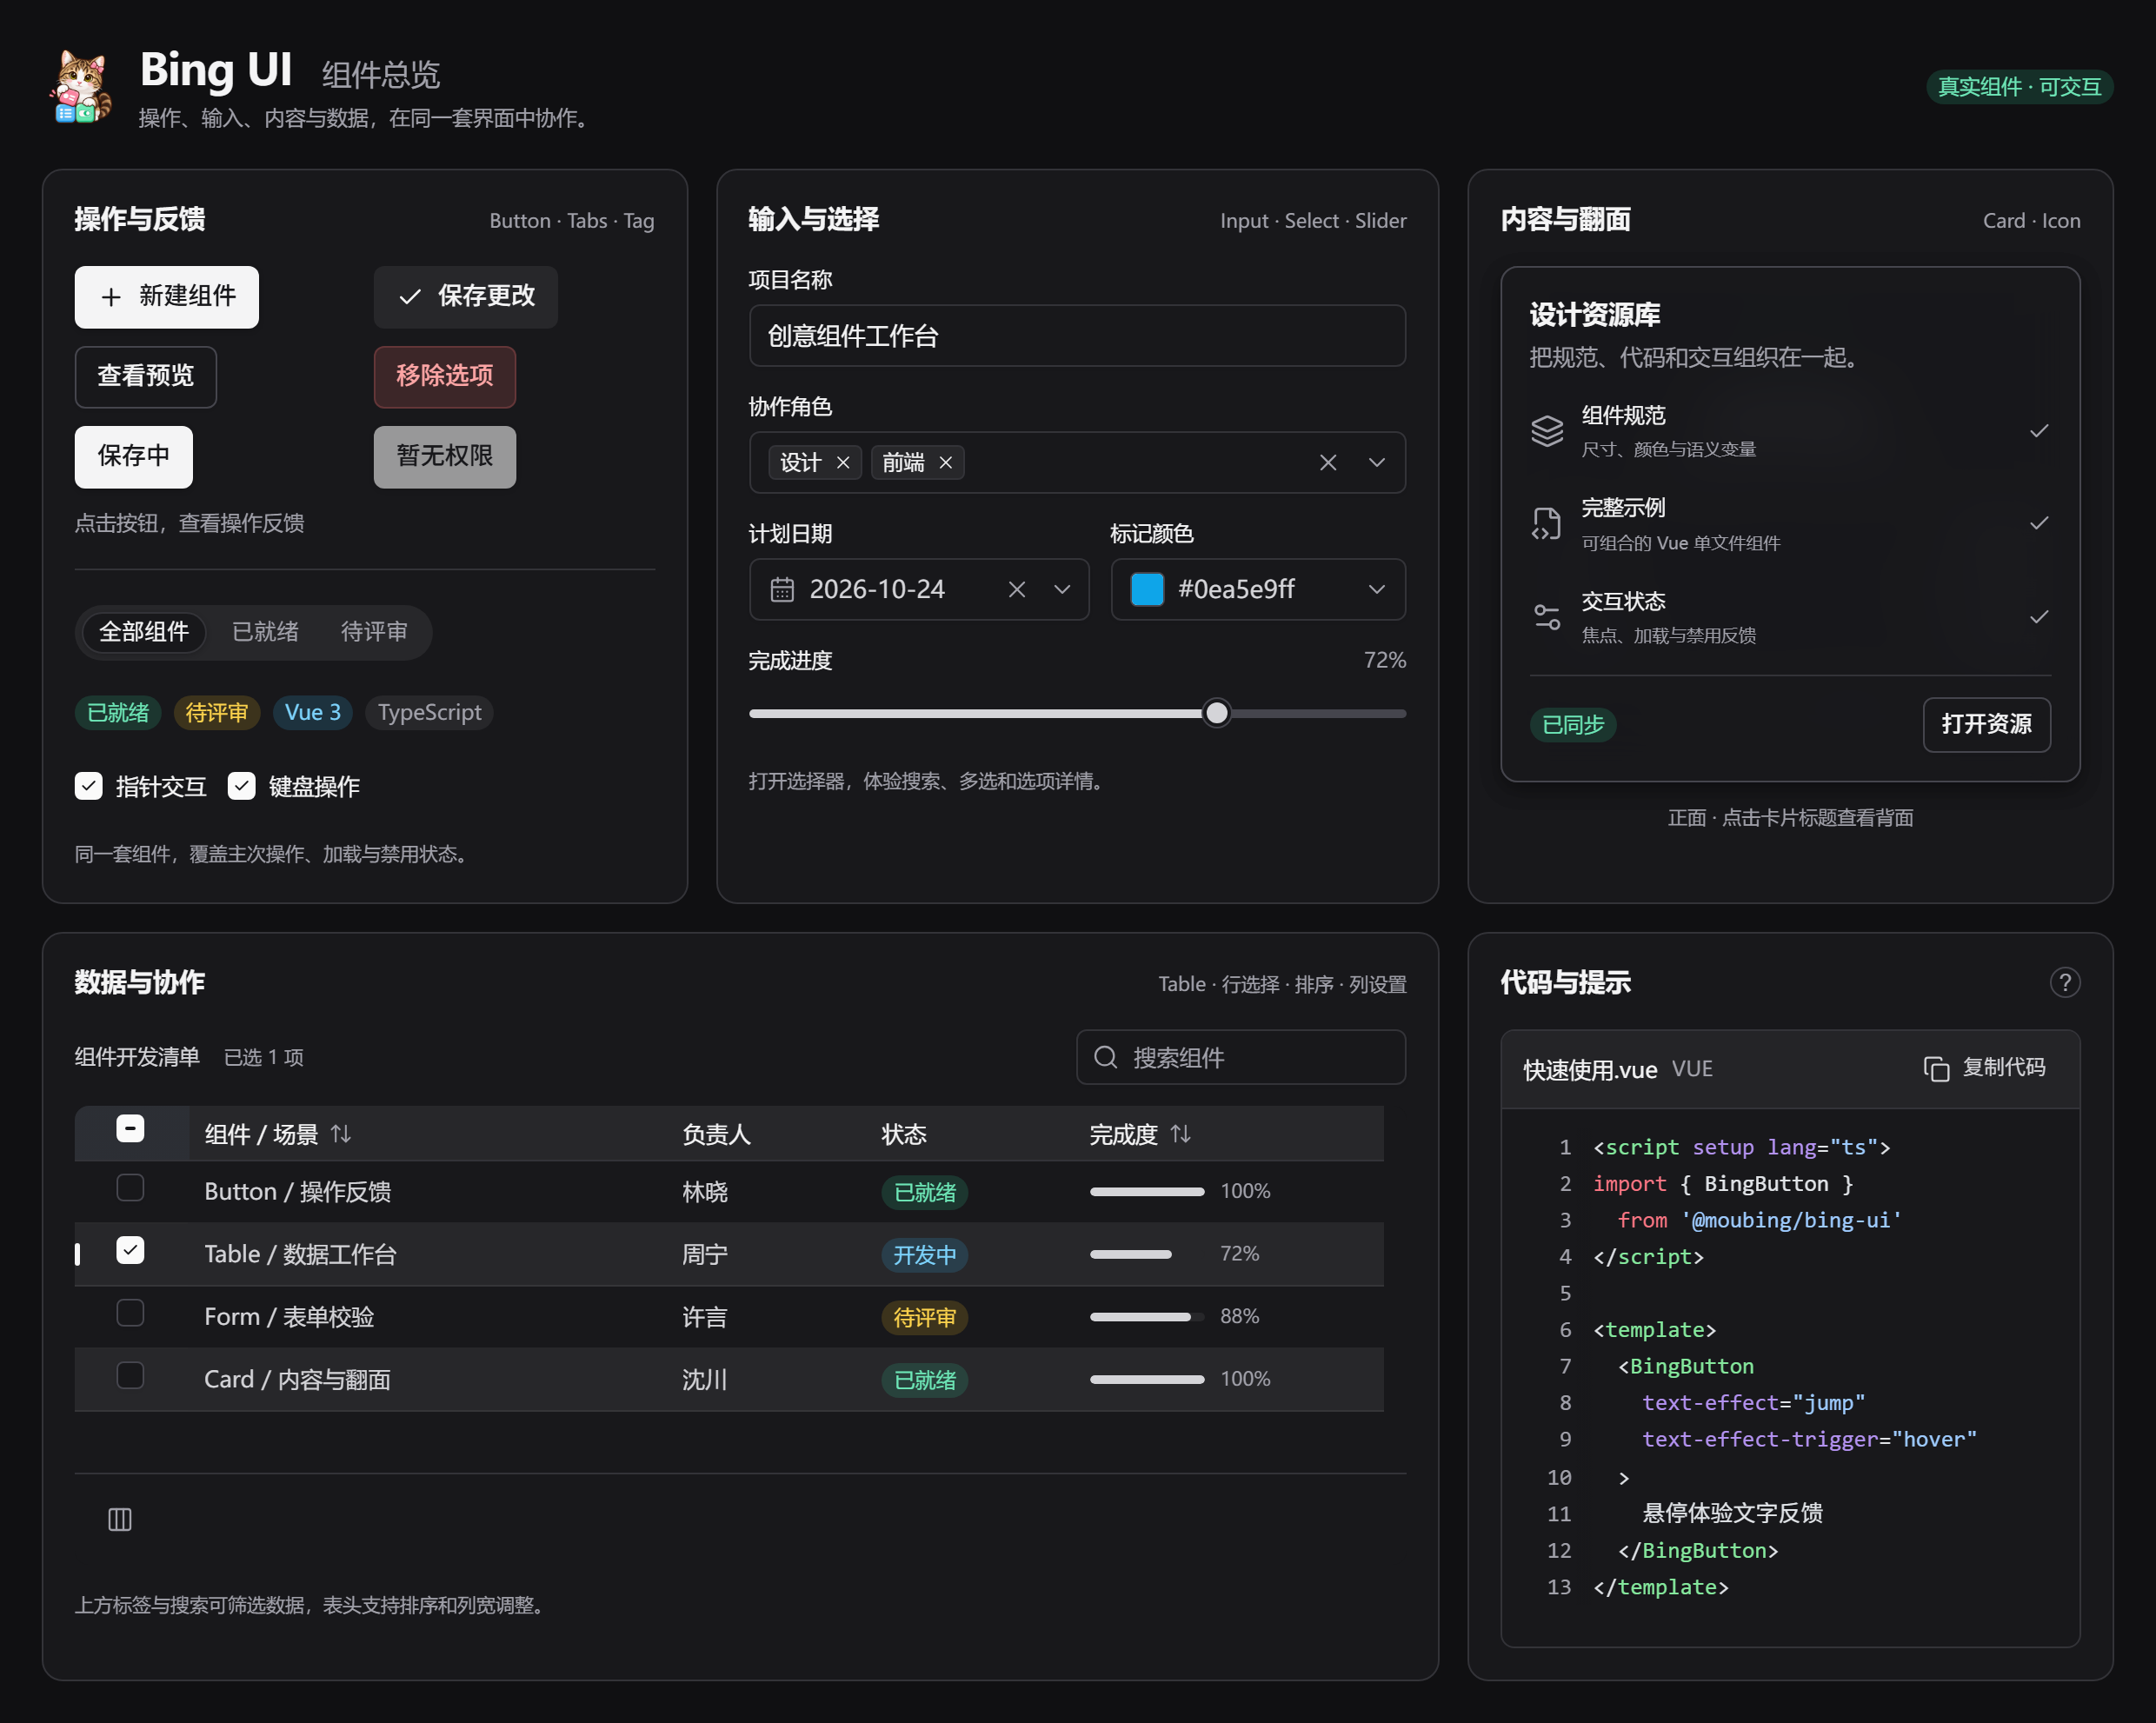 Bing UI 组件总览
操作、输入、内容与数据，在同一套界面中协作。
真实组件 · 可交互
操作与反馈
Button · Tabs · Tag
新建组件
保存更改
查看预览
移除选项
保存中
暂无权限
点击按钮，查看操作反馈
全部组件 已就绪 待评审
已就绪 待评审 Vue 3 TypeScript
指针交互 键盘操作
同一套组件，覆盖主次操作、加载与禁用状态。
输入与选择
Input · Select · Slider
项目名称
创意组件工作台
协作角色
设计 前端
计划日期
2026-10-24
标记颜色
#0ea5e9ff
完成进度 72%
打开选择器，体验搜索、多选和选项详情。
内容与翻面
Card · Icon
设计资源库
把规范、代码和交互组织在一起。
组件规范
尺寸、颜色与语义变量
完整示例
可组合的 Vue 单文件组件
交互状态
焦点、加载与禁用反馈
已同步
打开资源
正面 · 点击卡片标题查看背面
数据与协作
Table · 行选择 · 排序 · 列设置
组件开发清单 已选 1 项
搜索组件
组件 / 场景 负责人 状态 完成度
Button / 操作反馈 林晓 已就绪 100%
Table / 数据工作台 周宁 开发中 72%
Form / 表单校验 许言 待评审 88%
Card / 内容与翻面 沈川 已就绪 100%
上方标签与搜索可筛选数据，表头支持排序和列宽调整。
代码与提示
?
快速使用.vue VUE
复制代码
1 <script setup lang="ts">
2 import { BingButton }
3 from '@moubing/bing-ui'
4 </script>
5
6 <template>
7 <BingButton
8 text-effect="jump"
9 text-effect-trigger="hover"
10 >
11 悬停体验文字反馈
12 </BingButton>
13 </template>